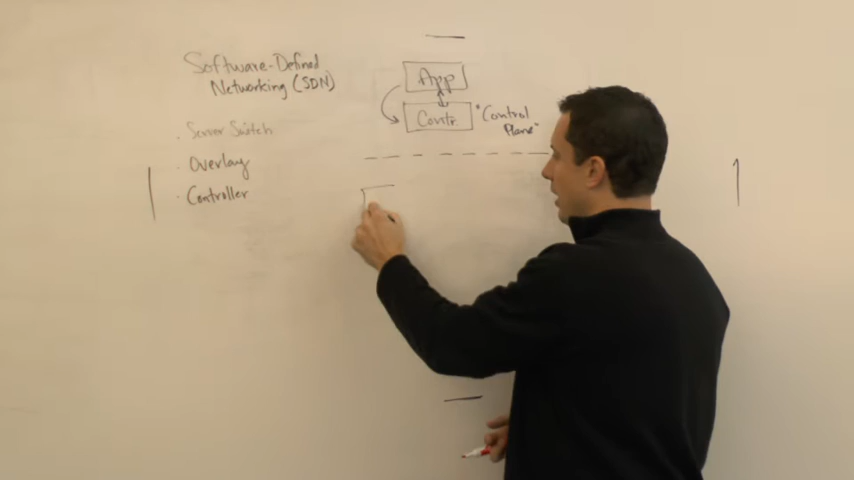 Software-Defined
Networking (SDN)
· Server Switch
· Overlay
· Controller
App
Contr
"Control
Plane"